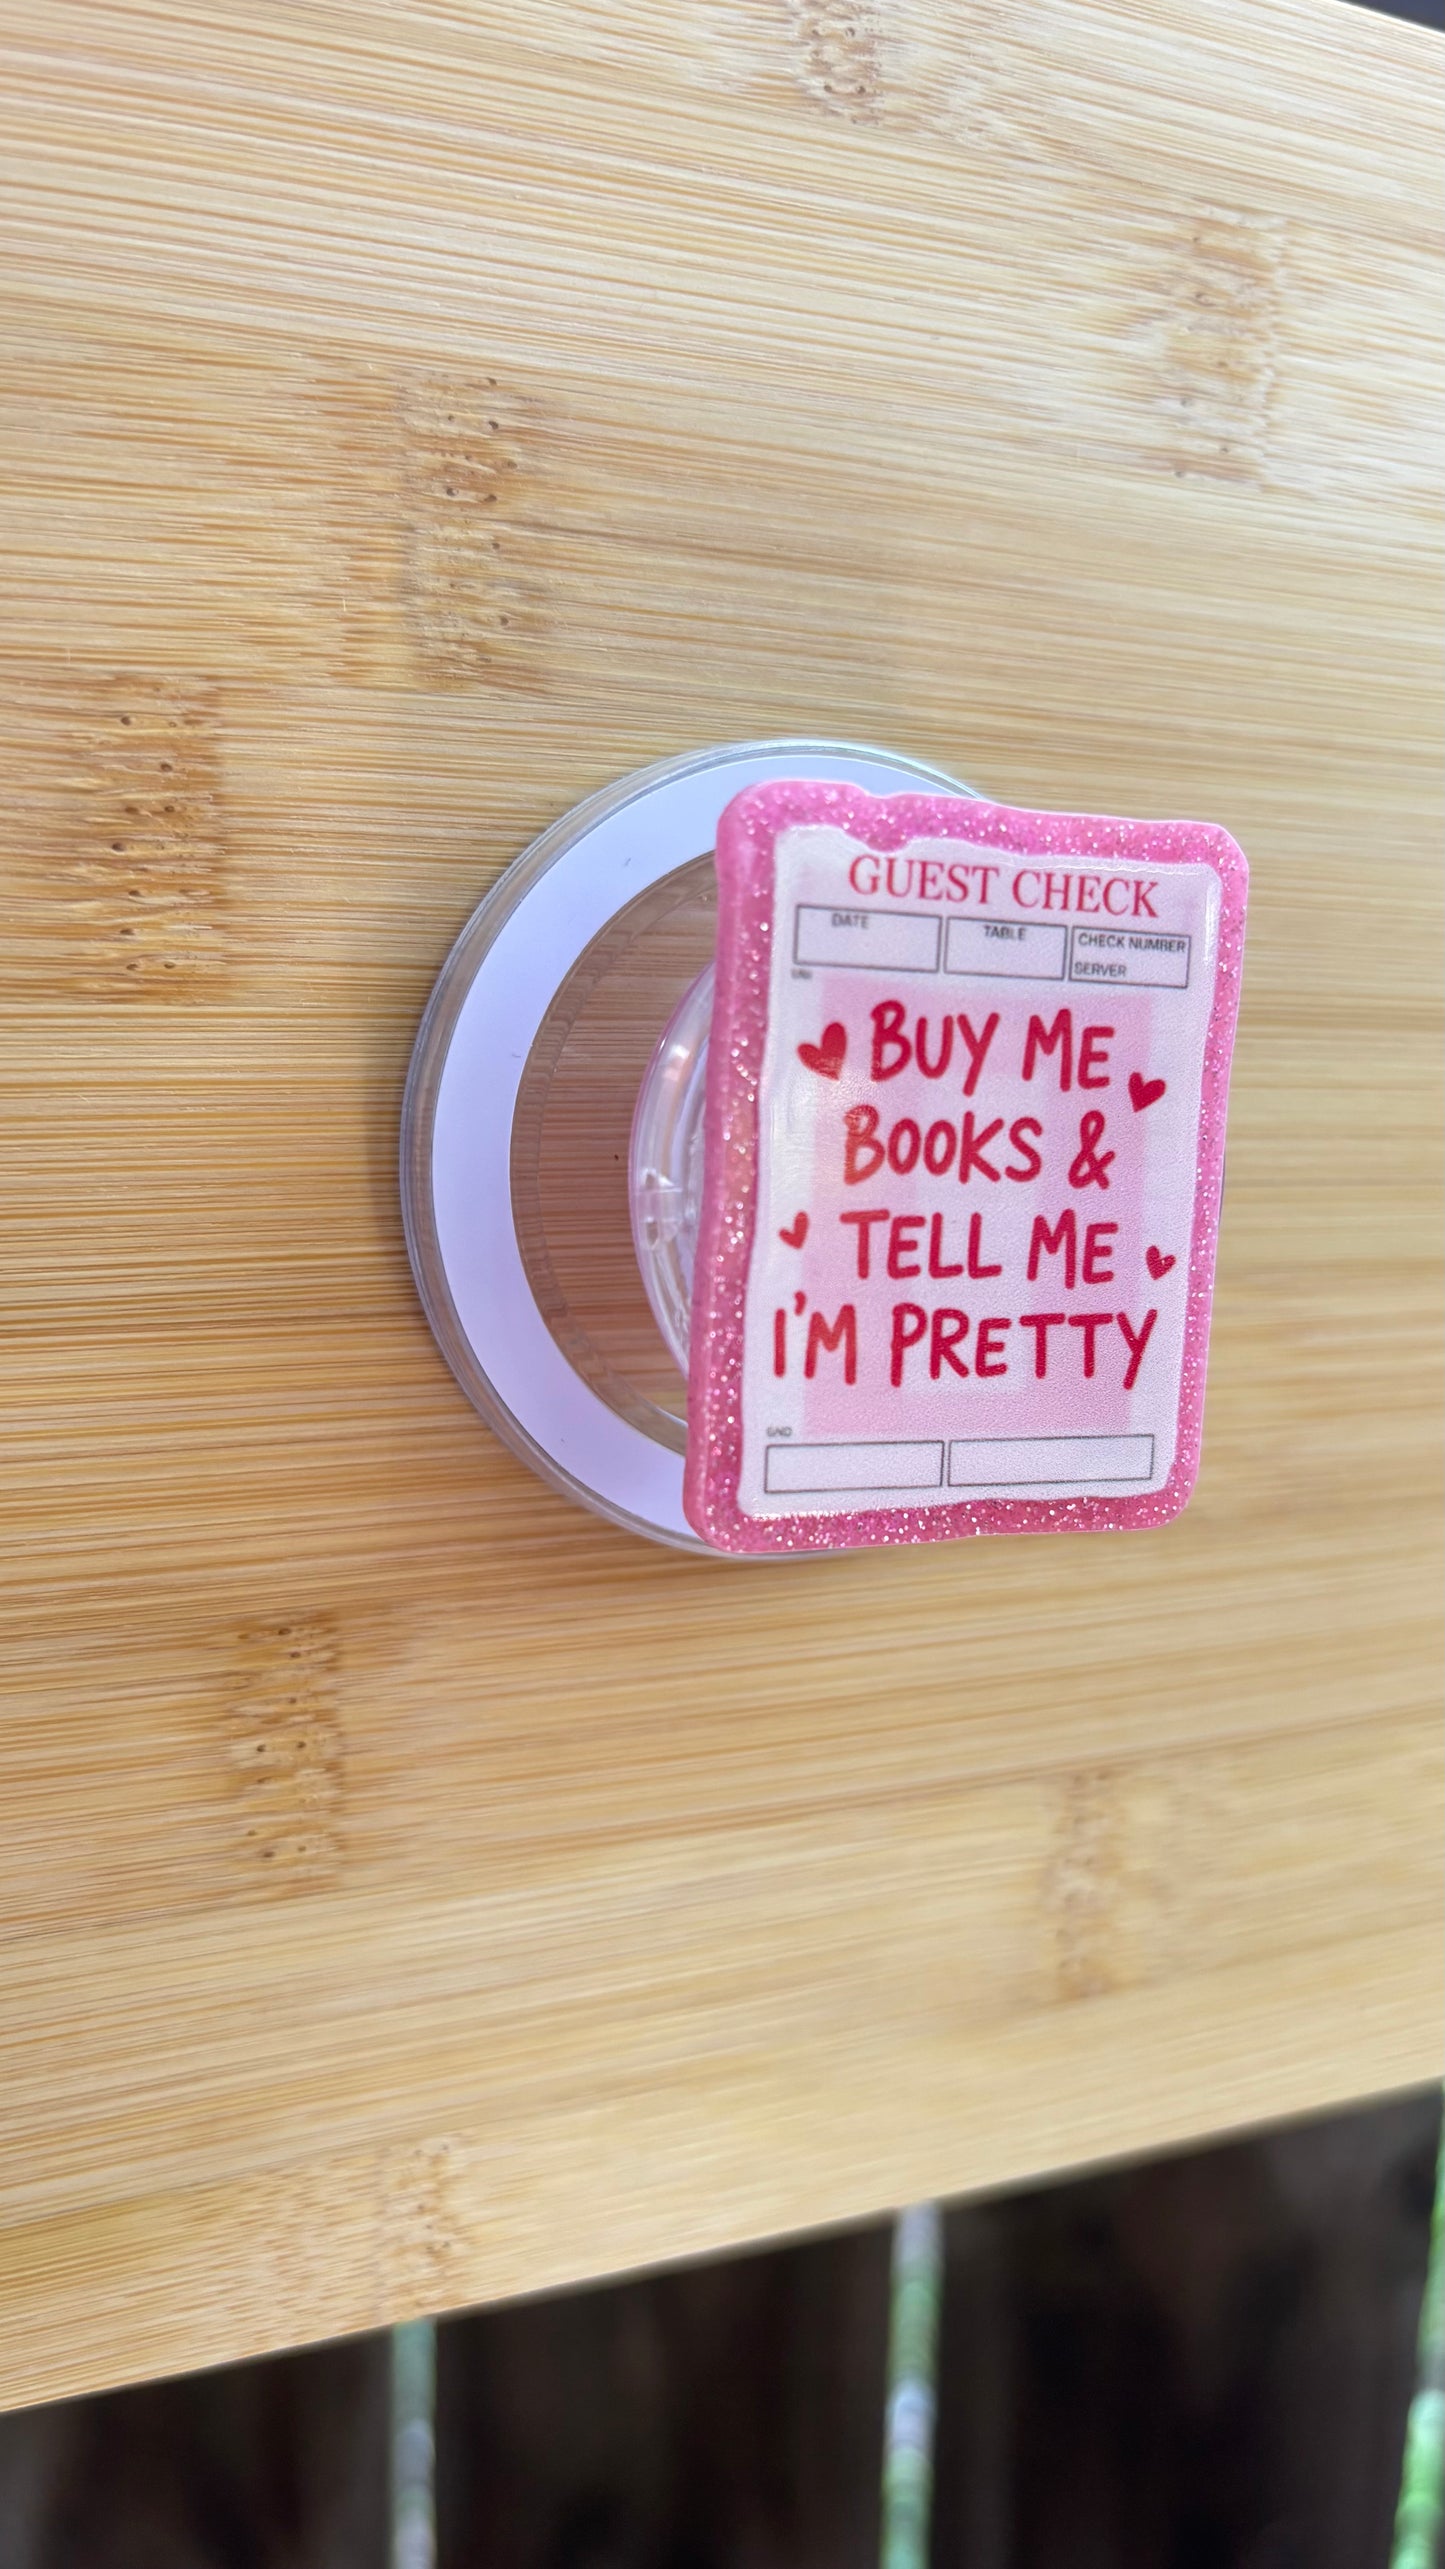 GUEST CHECK
DATE TABLE CHECK NUMBER
SERVER
BUY ME
BOOKS &
TELL ME
I'M PRETTY